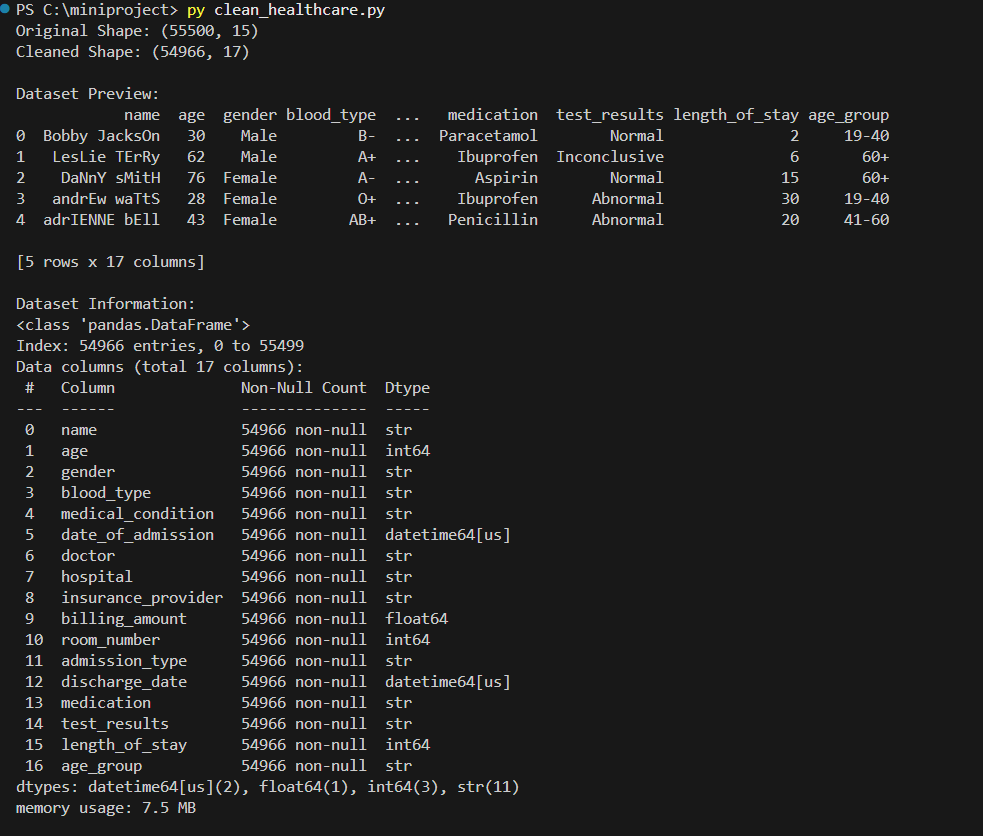 PS C:\miniproject> py clean_healthcare.py
Original Shape: (55500, 15)
Cleaned Shape: (54966, 17)

Dataset Preview:
            name  age  gender blood_type  ...   medication  test_results length_of_stay age_group
0  Bobby JacksOn   30    Male         B-  ...  Paracetamol        Normal              2     19-40
1   LesLie TErRy   62    Male         A+  ...    Ibuprofen  Inconclusive              6       60+
2    DaNnY sMitH   76  Female         A-  ...      Aspirin        Normal             15       60+
3   andrEw waTtS   28  Female         O+  ...    Ibuprofen      Abnormal             30     19-40
4  adrIENNE bEll   43  Female        AB+  ...   Penicillin      Abnormal             20     41-60

[5 rows x 17 columns]

Dataset Information:
<class 'pandas.DataFrame'>
Index: 54966 entries, 0 to 55499
Data columns (total 17 columns):
 #   Column              Non-Null Count  Dtype
---  ------              --------------  -----
 0   name                54966 non-null  str
 1   age                 54966 non-null  int64
 2   gender              54966 non-null  str
 3   blood_type          54966 non-null  str
 4   medical_condition   54966 non-null  str
 5   date_of_admission   54966 non-null  datetime64[us]
 6   doctor              54966 non-null  str
 7   hospital            54966 non-null  str
 8   insurance_provider  54966 non-null  str
 9   billing_amount      54966 non-null  float64
 10  room_number         54966 non-null  int64
 11  admission_type      54966 non-null  str
 12  discharge_date      54966 non-null  datetime64[us]
 13  medication          54966 non-null  str
 14  test_results        54966 non-null  str
 15  length_of_stay      54966 non-null  int64
 16  age_group           54966 non-null  str
dtypes: datetime64[us](2), float64(1), int64(3), str(11)
memory usage: 7.5 MB